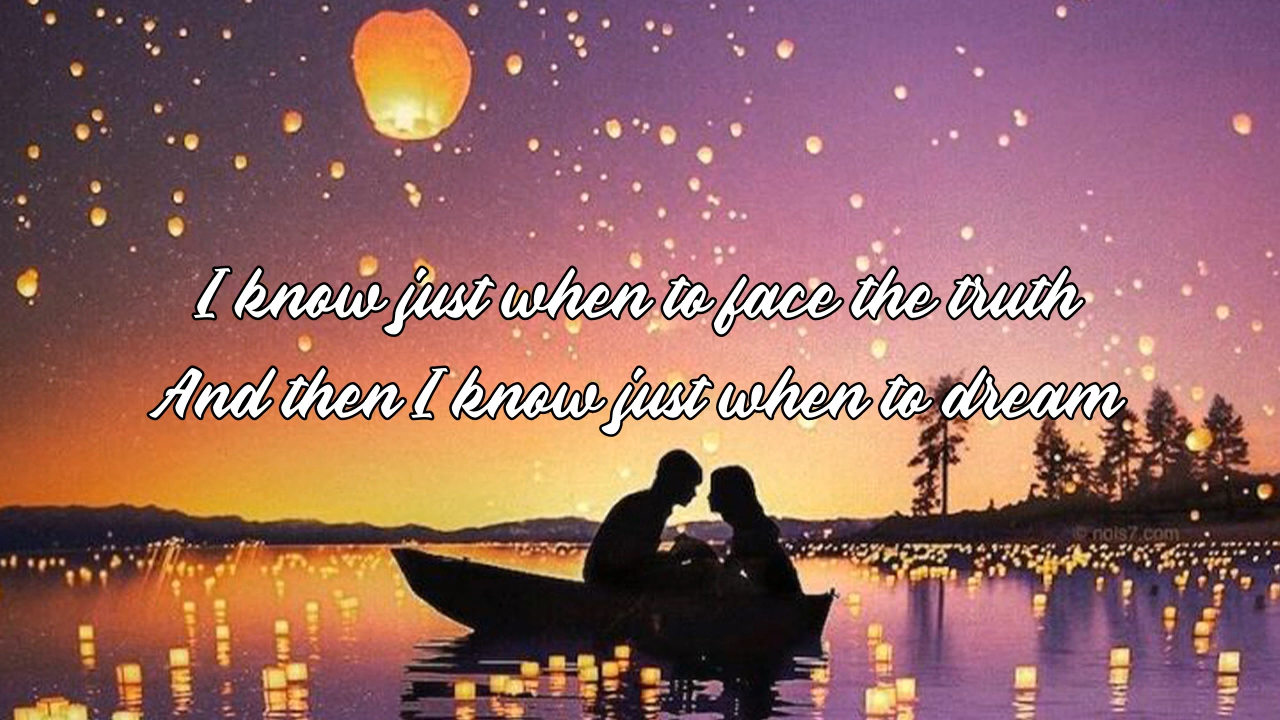 I know just when to face the truth
And then I know just when to dream
© nois7.com